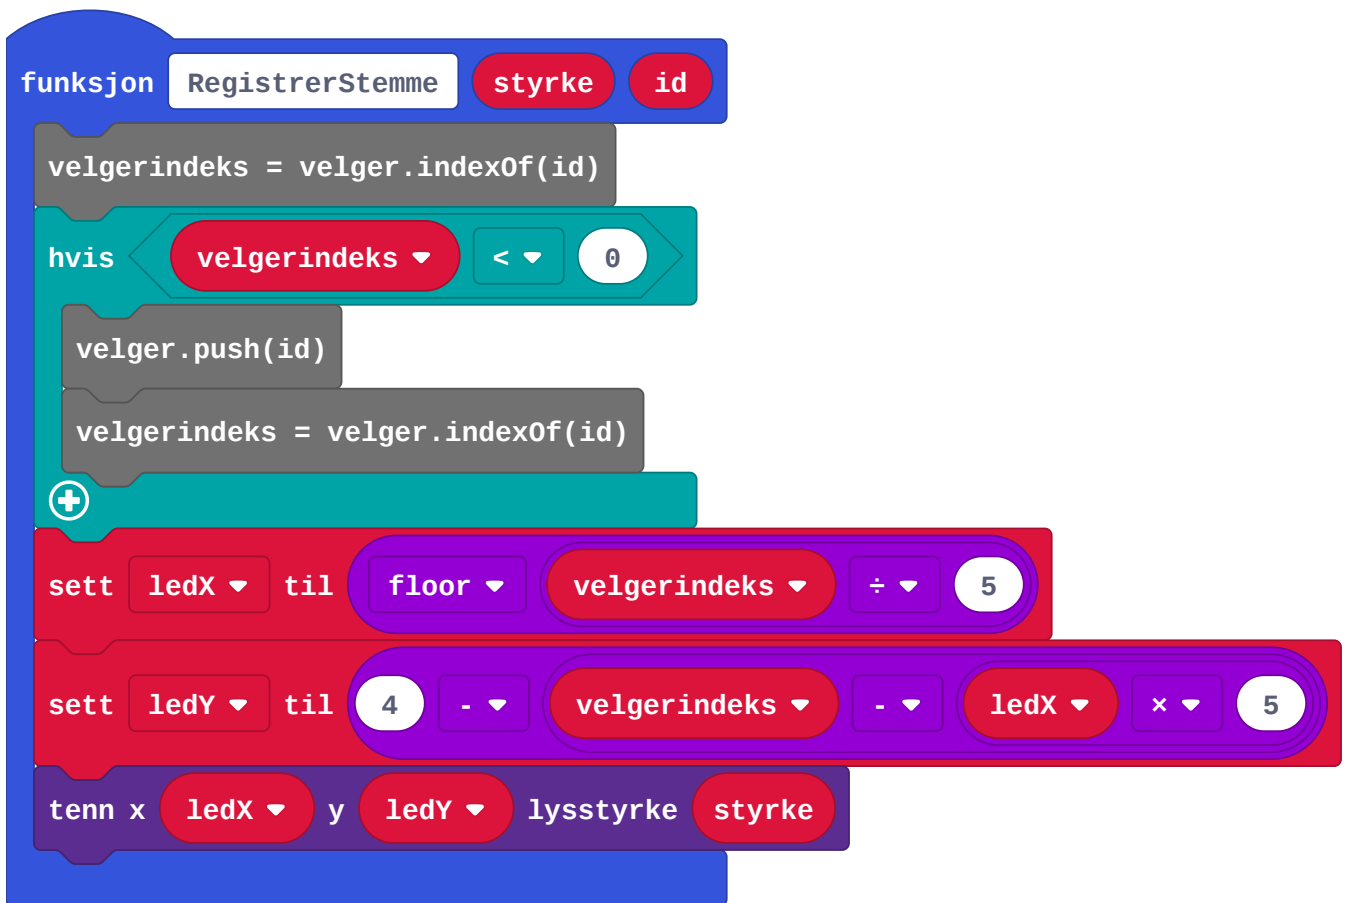 funksjon RegistrerStemme styrke id
velgerindeks = velger.indexOf(id)
hvis velgerindeks < 0
velger.push(id)
velgerindeks = velger.indexOf(id)
sett ledX til floor velgerindeks ÷ 5
sett ledY til 4 - velgerindeks - ledX × 5
tenn x ledX y ledY lysstyrke styrke